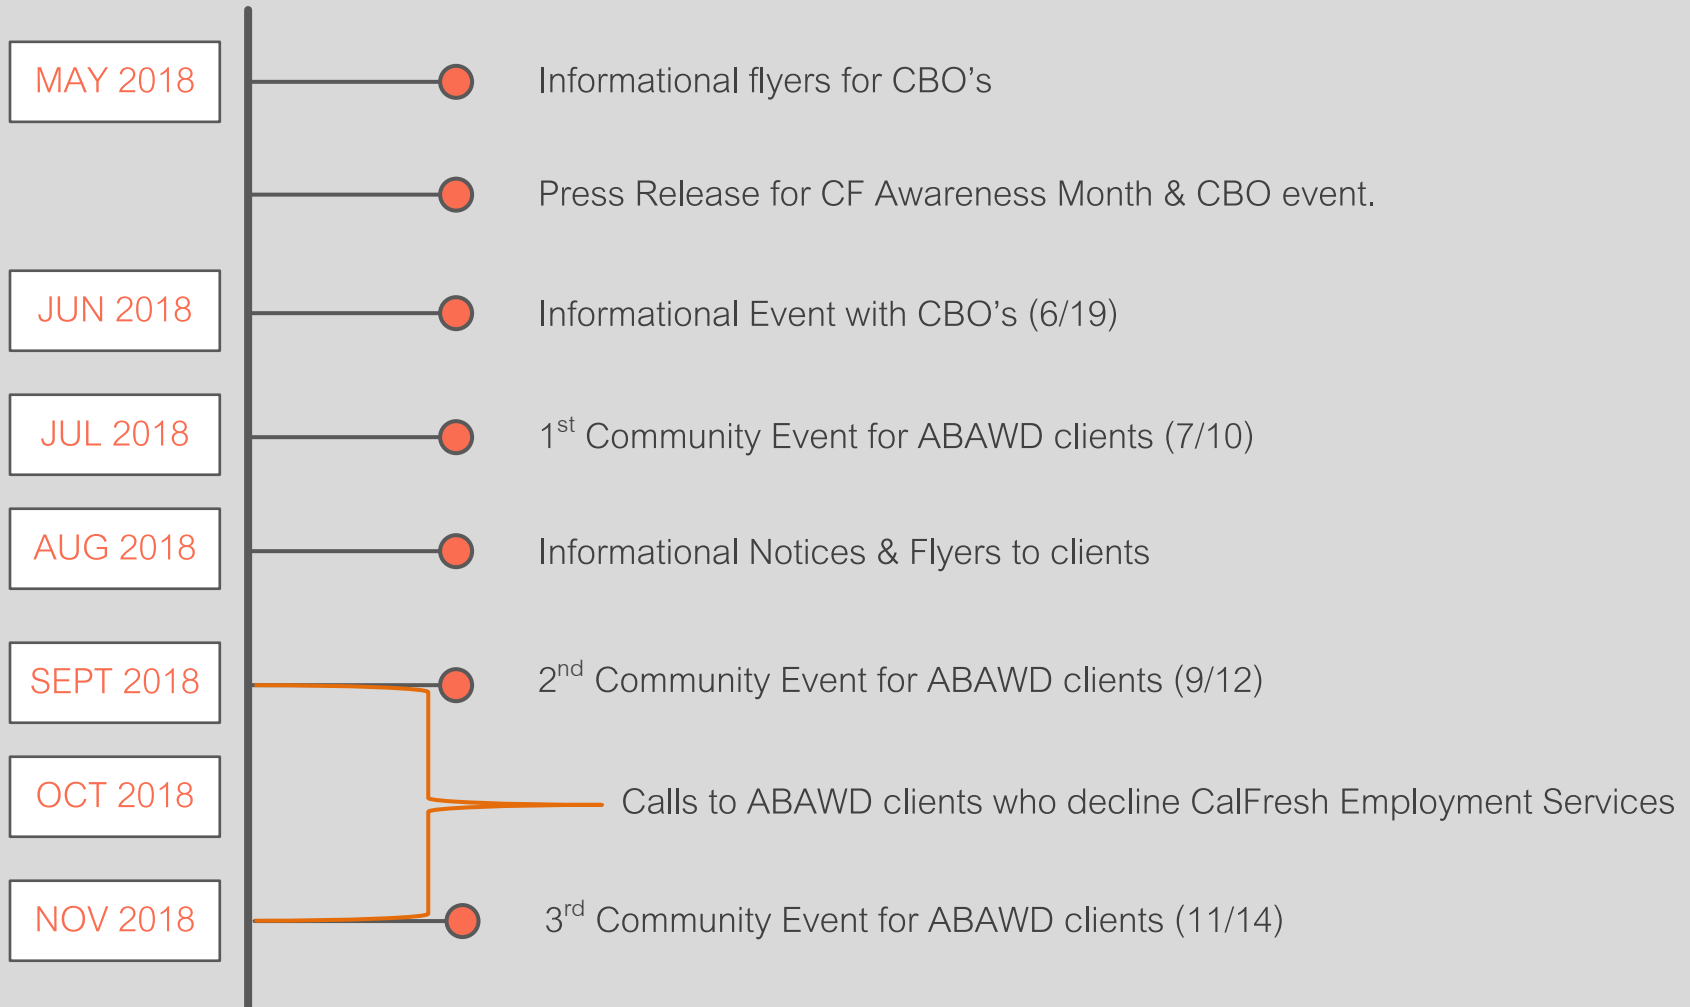 MAY 2018
Informational flyers for CBO’s
Press Release for CF Awareness Month & CBO event.
JUN 2018
Informational Event with CBO’s (6/19)
JUL 2018
1st Community Event for ABAWD clients (7/10)
AUG 2018
Informational Notices & Flyers to clients
SEPT 2018
2nd Community Event for ABAWD clients (9/12)
OCT 2018
Calls to ABAWD clients who decline CalFresh Employment Services
NOV 2018
3rd Community Event for ABAWD clients (11/14)